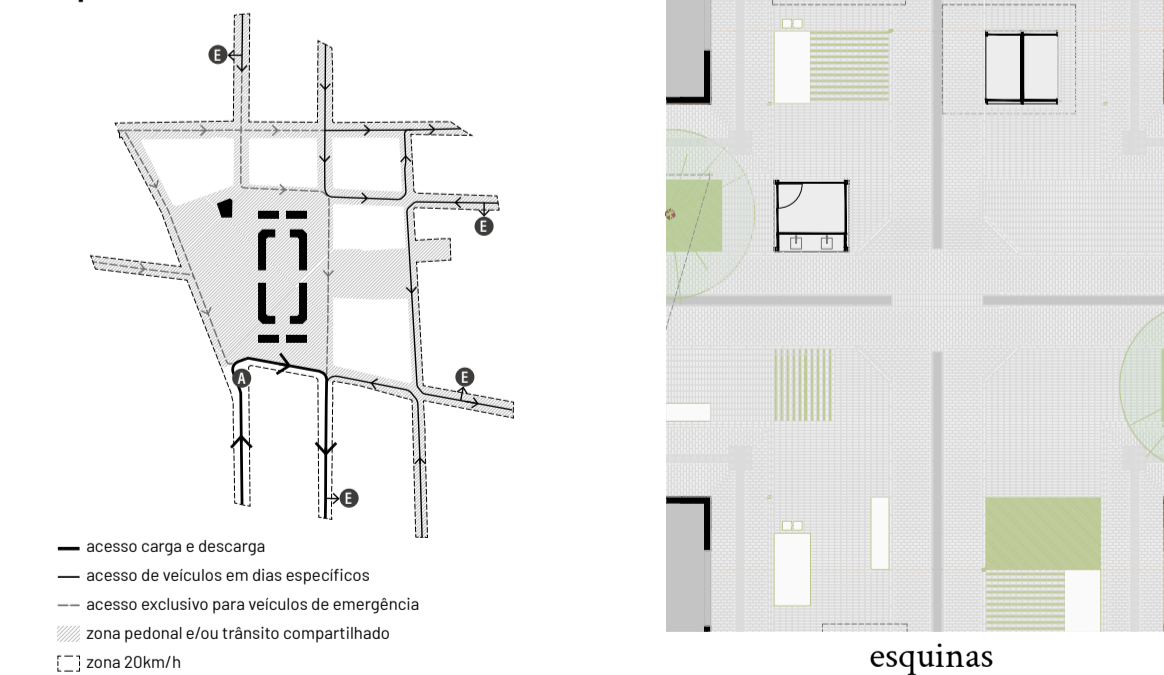 E
E
E
A
E
acesso carga e descarga
acesso de veículos em dias específicos
acesso exclusivo para veículos de emergência
zona pedonal e/ou trânsito compartilhado
zona 20km/h
esquinas